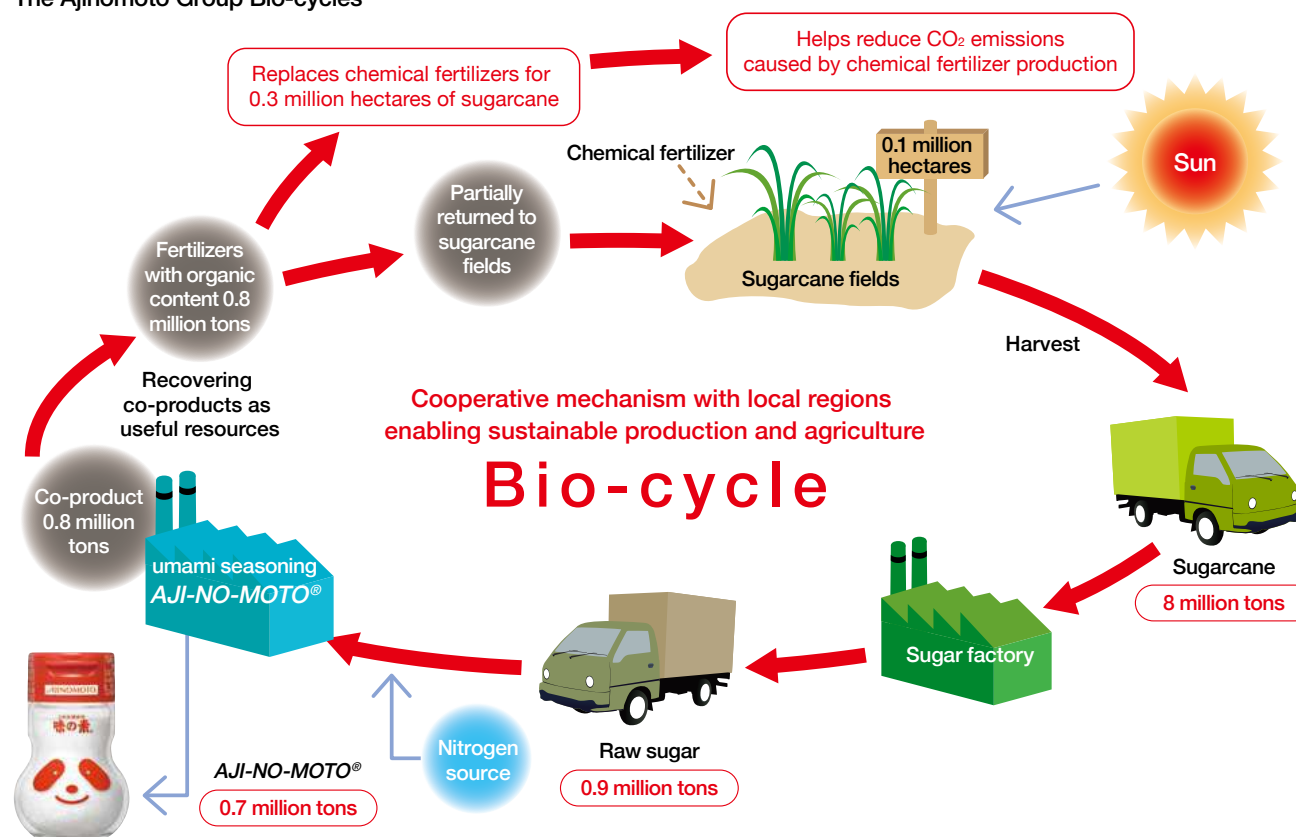 The Ajinomoto Group Bio-cycles
Replaces chemical fertilizers for
0.3 million hectares of sugarcane
Helps reduce CO₂ emissions
caused by chemical fertilizer production
Chemical fertilizer
0.1 million
hectares
Sun
Partially
returned to
sugarcane
fields
Fertilizers
with organic
content 0.8
million tons
Sugarcane fields
Harvest
Recovering
co-products as
useful resources
Cooperative mechanism with local regions
enabling sustainable production and agriculture
Bio-cycle
Co-product
0.8 million
tons
umami seasoning
AJI-NO-MOTO®
Sugarcane
8 million tons
Sugar factory
Raw sugar
0.9 million tons
Nitrogen
source
AJI-NO-MOTO®
0.7 million tons
AJINOMOTO
味の素®